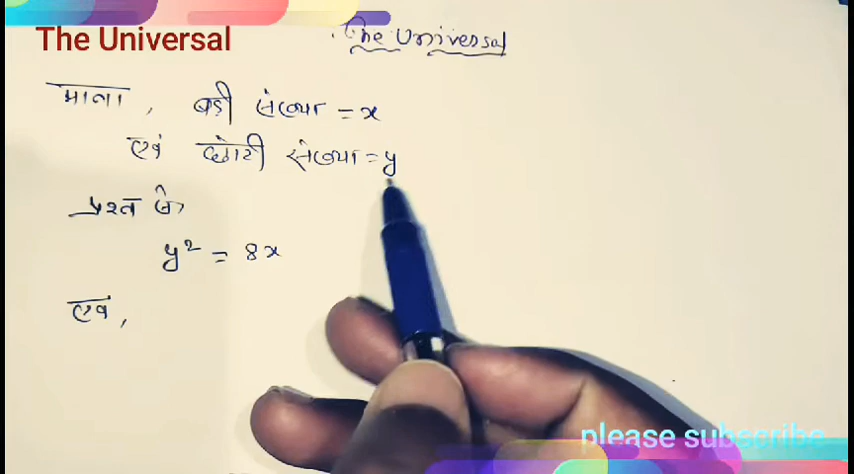 The Universal
The Universal
माना, बड़ी संख्या = x
एवं छोटी संख्या = y
प्रश्न से
y² = 8x
एवं,
please subscribe